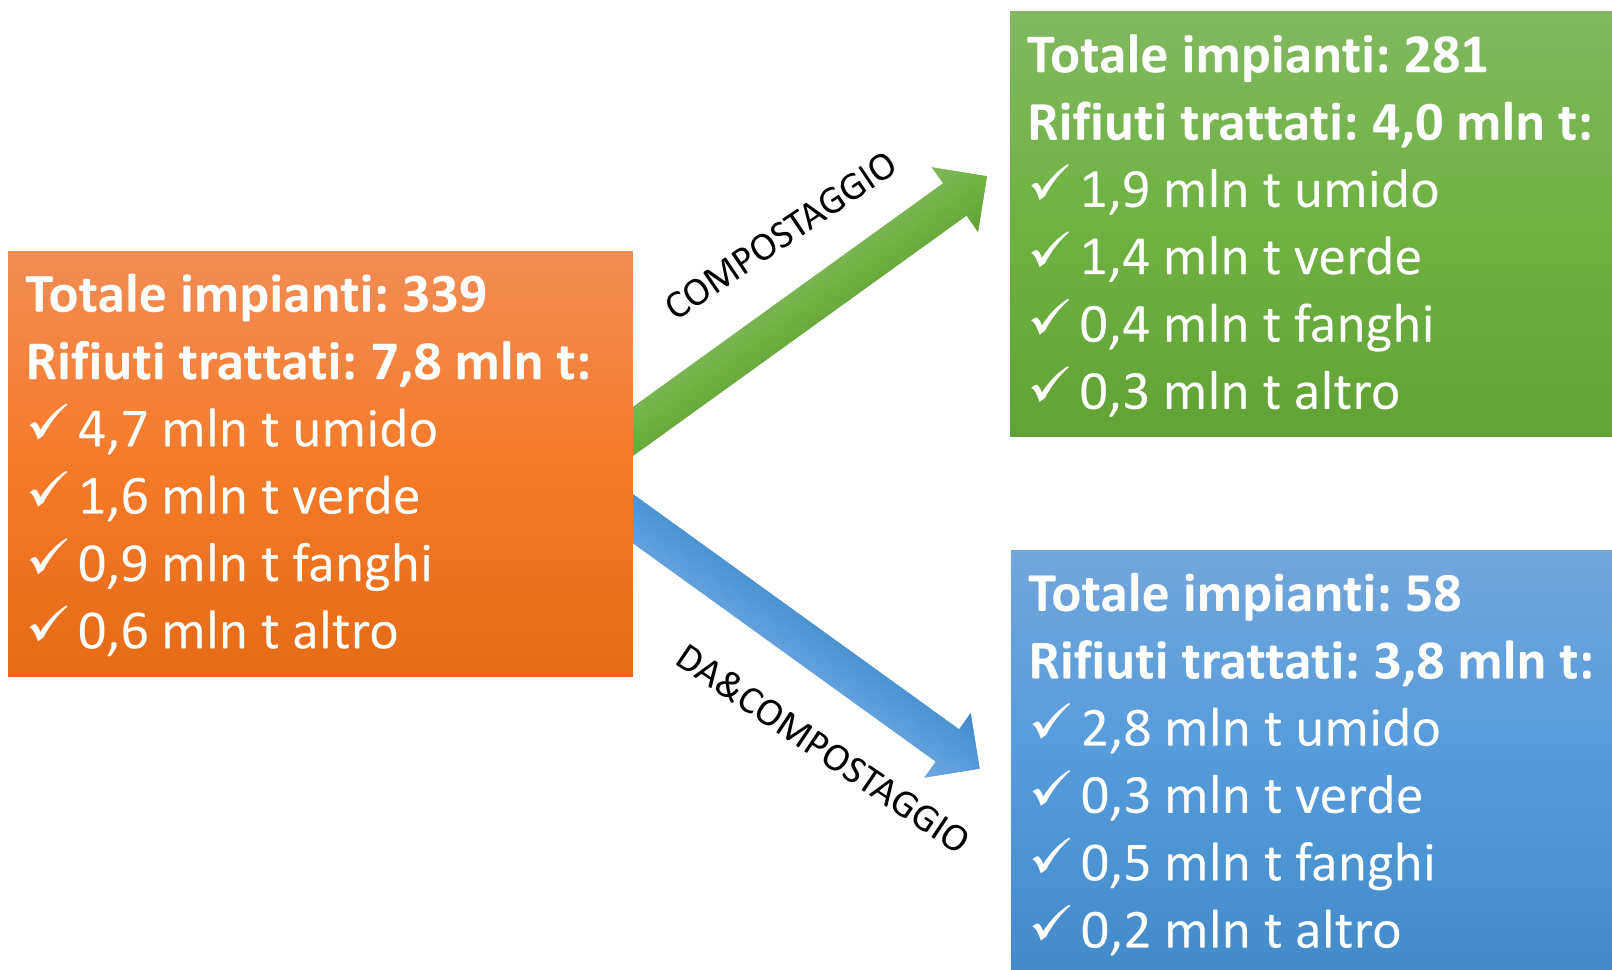 Totale impianti: 339
Rifiuti trattati: 7,8 mln t:
✓ 4,7 mln t umido
✓ 1,6 mln t verde
✓ 0,9 mln t fanghi
✓ 0,6 mln t altro
COMPOSTAGGIO
Totale impianti: 281
Rifiuti trattati: 4,0 mln t:
✓ 1,9 mln t umido
✓ 1,4 mln t verde
✓ 0,4 mln t fanghi
✓ 0,3 mln t altro
DA&COMPOSTAGGIO
Totale impianti: 58
Rifiuti trattati: 3,8 mln t:
✓ 2,8 mln t umido
✓ 0,3 mln t verde
✓ 0,5 mln t fanghi
✓ 0,2 mln t altro